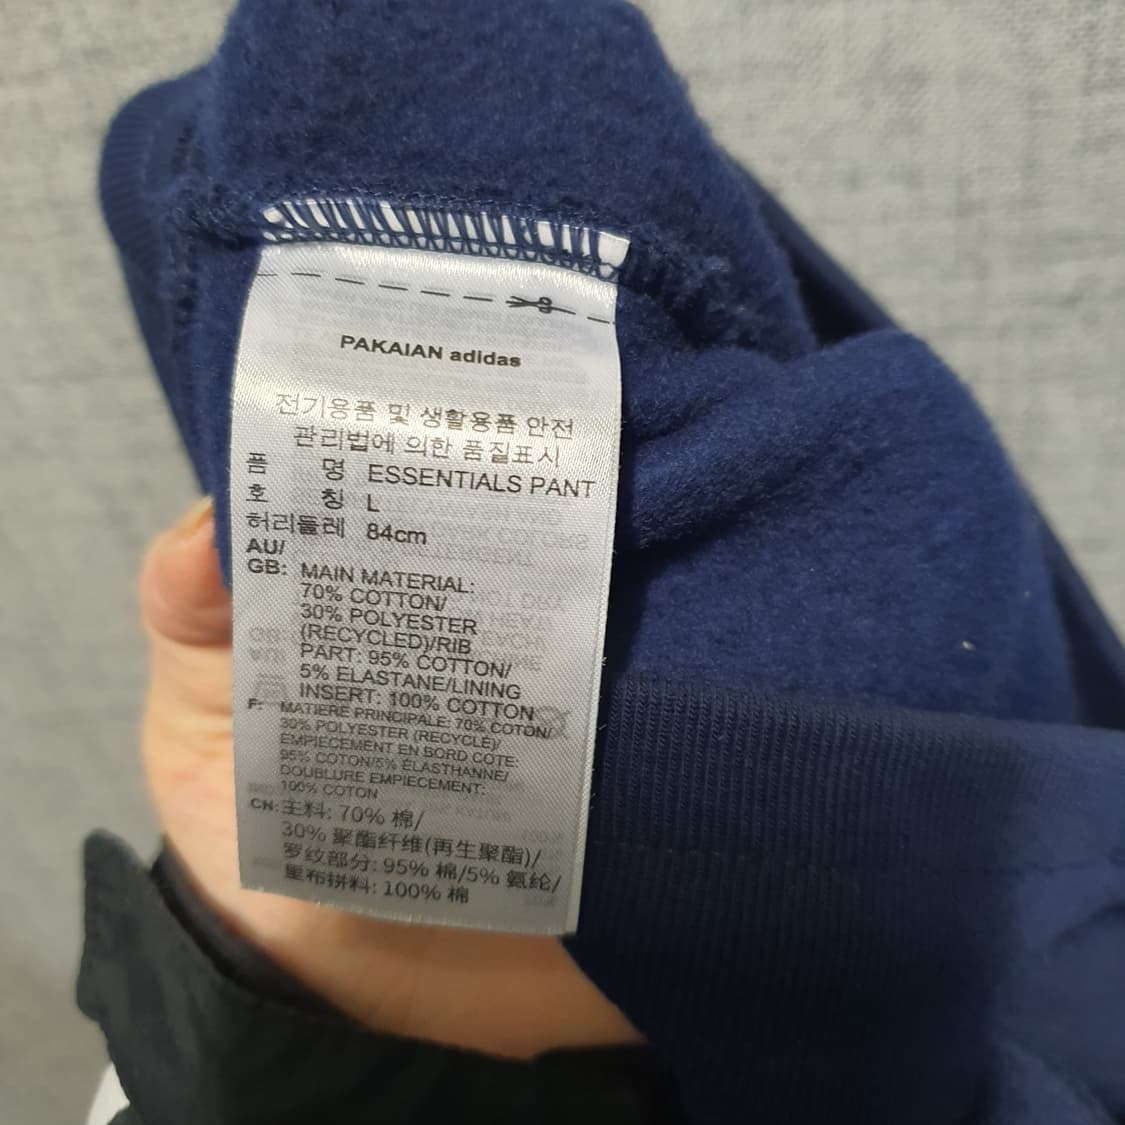 PAKAIAN adidas
전기용품 및 생활용품 안전
관리법에 의한 품질표시
품 명 ESSENTIALS PANT
호 칭 L
허리둘레 84cm
AU/
GB: MAIN MATERIAL:
70% COTTON/
30% POLYESTER
(RECYCLED)/RIB
PART: 95% COTTON/
5% ELASTANE/LINING
INSERT: 100% COTTON
F: MATIERE PRINCIPALE: 70% COTON/
30% POLYESTER (RECYCLE)/
EMPIECEMENT EN BORD COTE:
95% COTON/5% ELASTHANNE/
DOUBLURE EMPIECEMENT:
100% COTON
CN: 主料: 70% 棉/
30% 聚酯纤维(再生聚酯)/
罗纹部分: 95% 棉/5% 氨纶/
里布拼料: 100% 棉